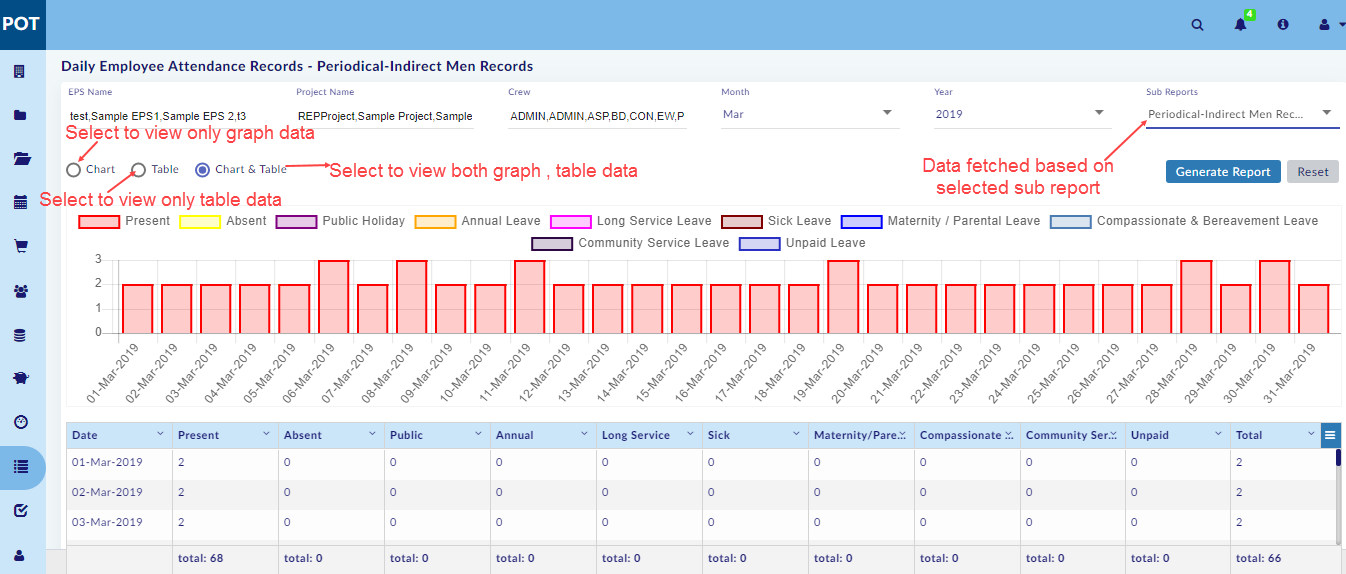 POT
4
Daily Employee Attendance Records - Periodical-Indirect Men Records
EPS Name Project Name Crew Month Year Sub Reports
test,Sample EPS1,Sample EPS 2,t3 REPProject,Sample Project,Sample ADMIN,ADMIN,ASP,BD,CON,EW,P Mar 2019 Periodical-Indirect Men Rec...
Select to view only graph data
Chart Table Chart & Table Select to view both graph , table data Data fetched based on selected sub report Generate Report Reset
Select to view only table data
Present Absent Public Holiday Annual Leave Long Service Leave Sick Leave Maternity / Parental Leave Compassionate & Bereavement Leave
Community Service Leave Unpaid Leave
3
2
1
0
01-Mar-2019 02-Mar-2019 03-Mar-2019 04-Mar-2019 05-Mar-2019 06-Mar-2019 07-Mar-2019 08-Mar-2019 09-Mar-2019 10-Mar-2019 11-Mar-2019 12-Mar-2019 13-Mar-2019 14-Mar-2019 15-Mar-2019 16-Mar-2019 17-Mar-2019 18-Mar-2019 19-Mar-2019 20-Mar-2019 21-Mar-2019 22-Mar-2019 23-Mar-2019 24-Mar-2019 25-Mar-2019 26-Mar-2019 27-Mar-2019 28-Mar-2019 29-Mar-2019 30-Mar-2019 31-Mar-2019
Date Present Absent Public Annual Long Service Sick Maternity/Pare... Compassionate ... Community Ser... Unpaid Total
01-Mar-2019 2 0 0 0 0 0 0 0 0 0 2
02-Mar-2019 2 0 0 0 0 0 0 0 0 0 2
03-Mar-2019 2 0 0 0 0 0 0 0 0 0 2
total: 68 total: 0 total: 0 total: 0 total: 0 total: 0 total: 0 total: 0 total: 0 total: 0 total: 66